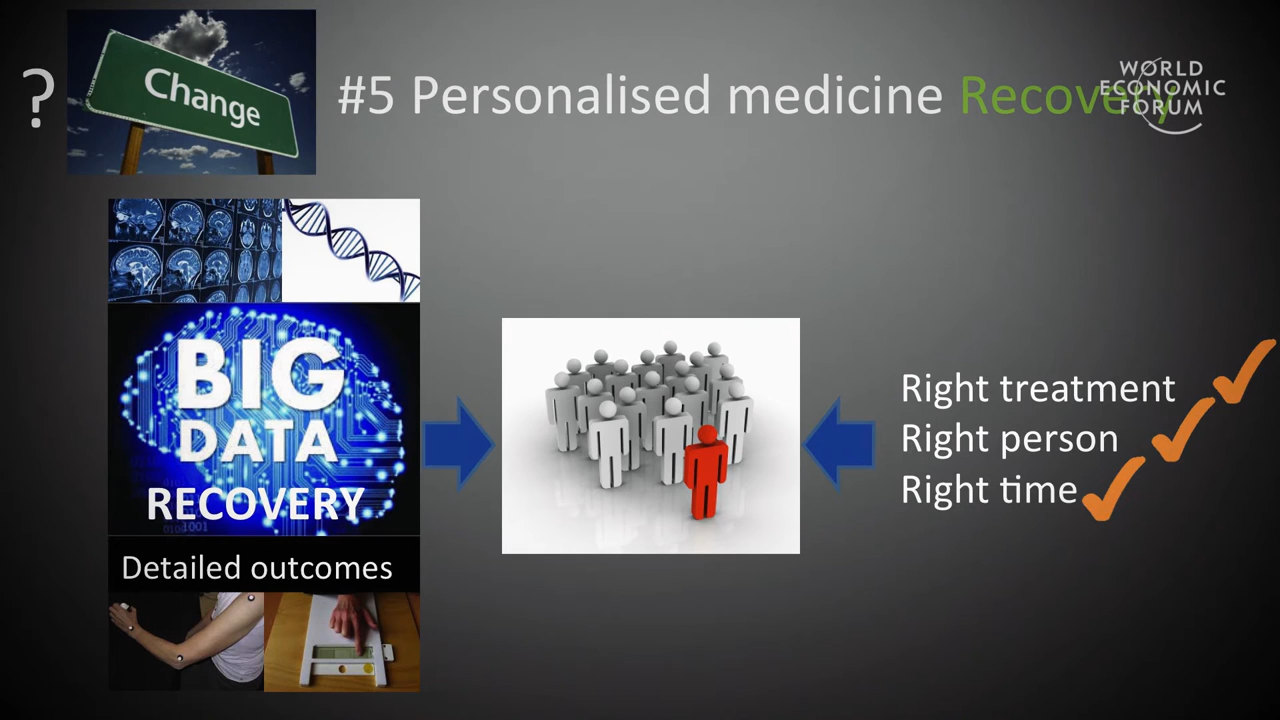 ?
Change
#5 Personalised medicine Recovery
WORLD
ECONOMIC
FORUM
BIG
DATA
RECOVERY
1001
Detailed outcomes
Right treatment
Right person
Right time